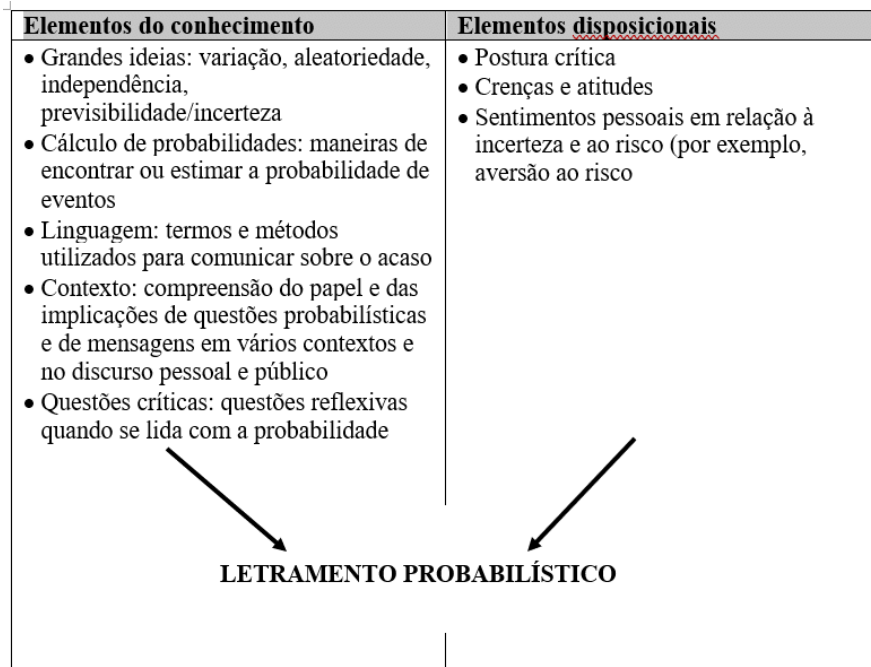 Elementos do conhecimento
• Grandes ideias: variação, aleatoriedade,
independência,
previsibilidade/incerteza
• Cálculo de probabilidades: maneiras de
encontrar ou estimar a probabilidade de
eventos
• Linguagem: termos e métodos
utilizados para comunicar sobre o acaso
• Contexto: compreensão do papel e das
implicações de questões probabilísticas
e de mensagens em vários contextos e
no discurso pessoal e público
• Questões críticas: questões reflexivas
quando se lida com a probabilidade
Elementos disposicionais
• Postura crítica
• Crenças e atitudes
• Sentimentos pessoais em relação à
incerteza e ao risco (por exemplo,
aversão ao risco
LETRAMENTO PROBABILÍSTICO